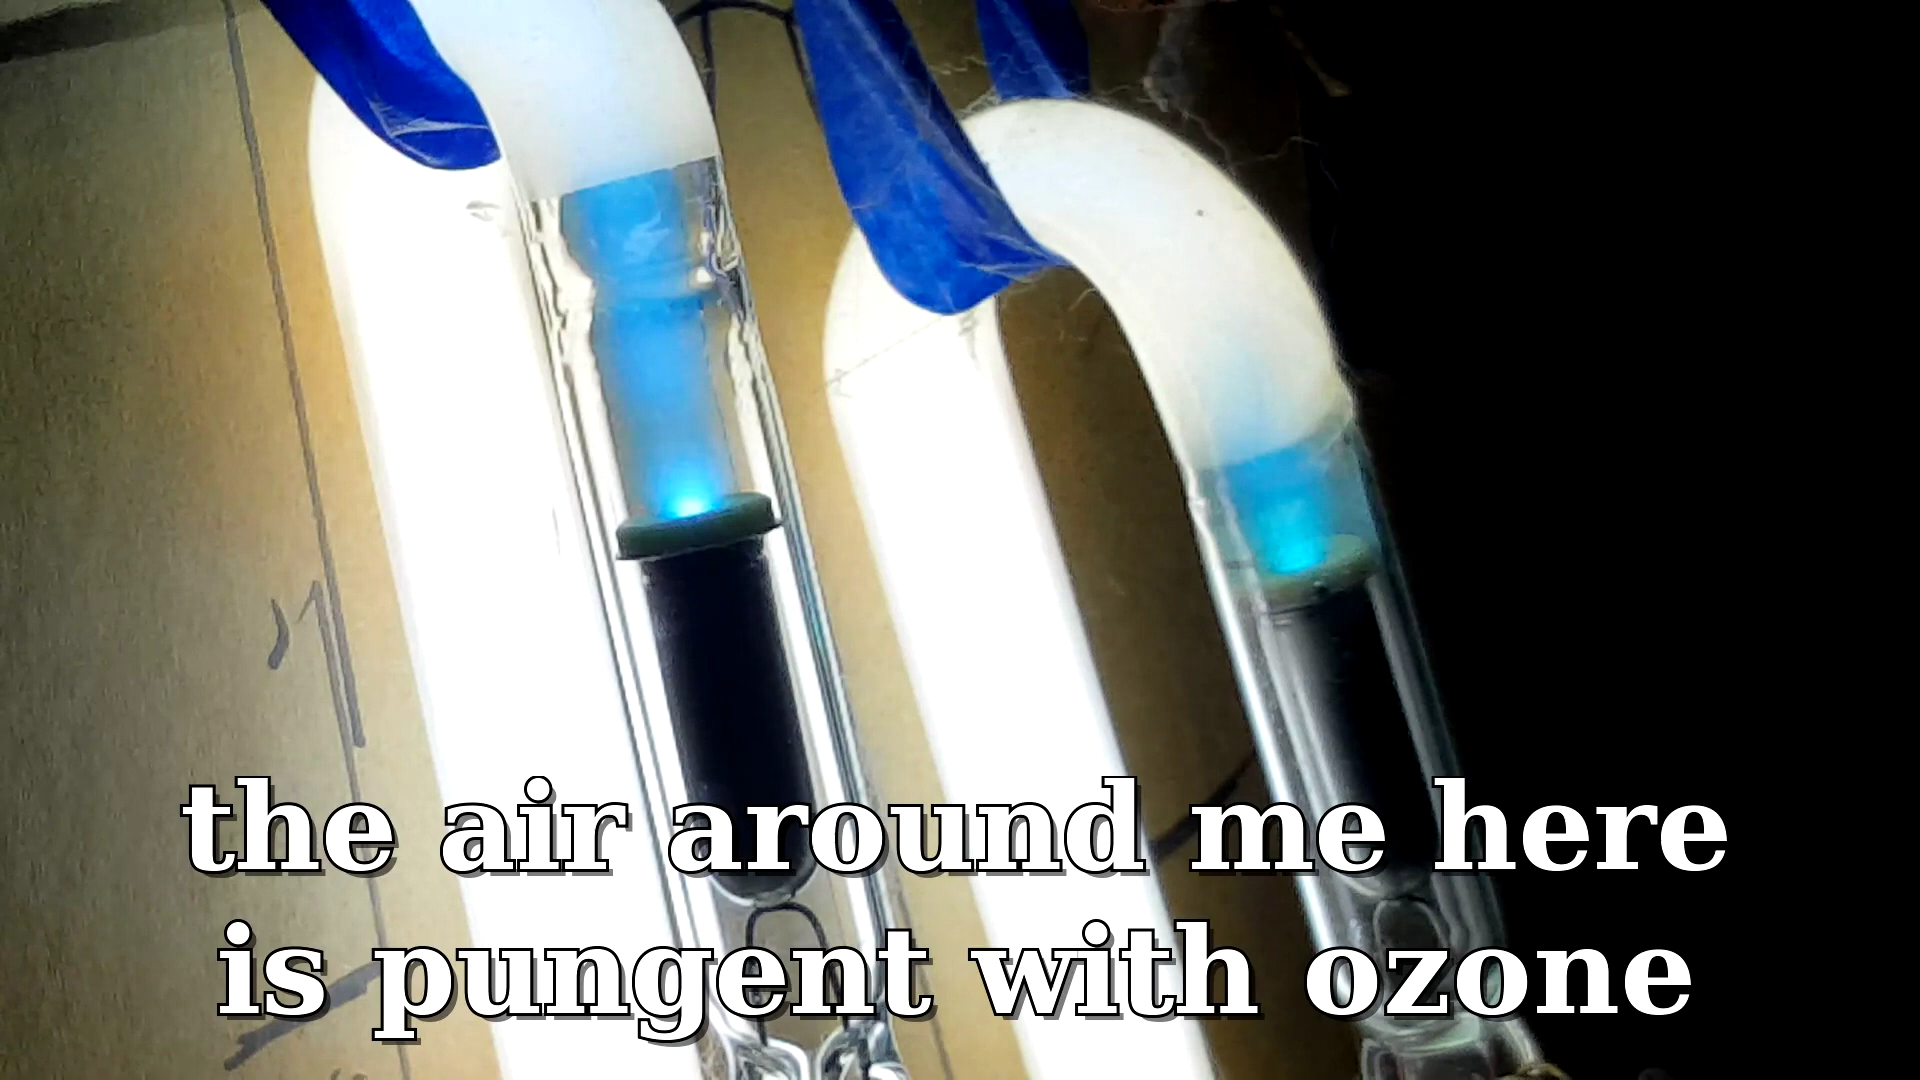 the air around me here
is pungent with ozone